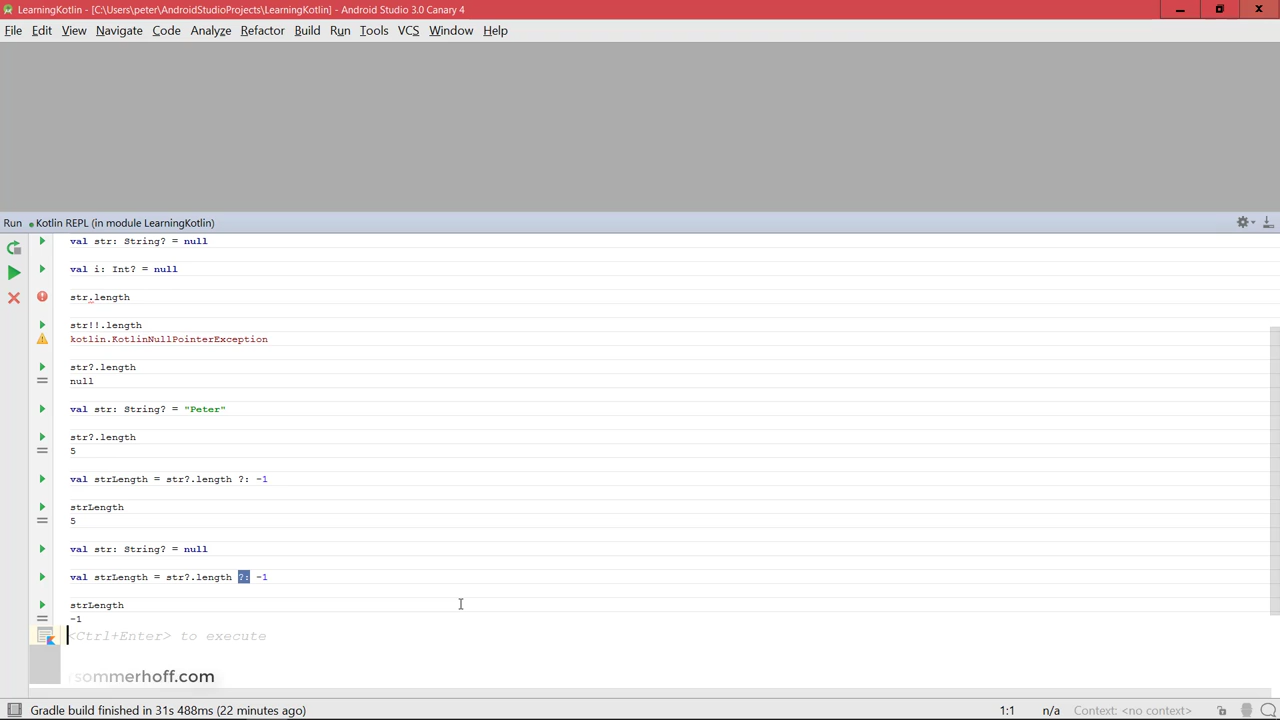 LearningKotlin - [C:\Users\peter\AndroidStudioProjects\LearningKotlin] - Android Studio 3.0 Canary 4
File Edit View Navigate Code Analyze Refactor Build Run Tools VCS Window Help
Run Kotlin REPL (in module LearningKotlin)
val str: String? = null
val i: Int? = null
str.length
str!!.length
kotlin.KotlinNullPointerException
str?.length
null
val str: String? = "Peter"
str?.length
5
val strLength = str?.length ?: -1
strLength
5
val str: String? = null
val strLength = str?.length ?: -1
strLength
-1
<Ctrl+Enter> to execute
sommerhoff.com
Gradle build finished in 31s 488ms (22 minutes ago) 1:1 n/a Context: <no context>